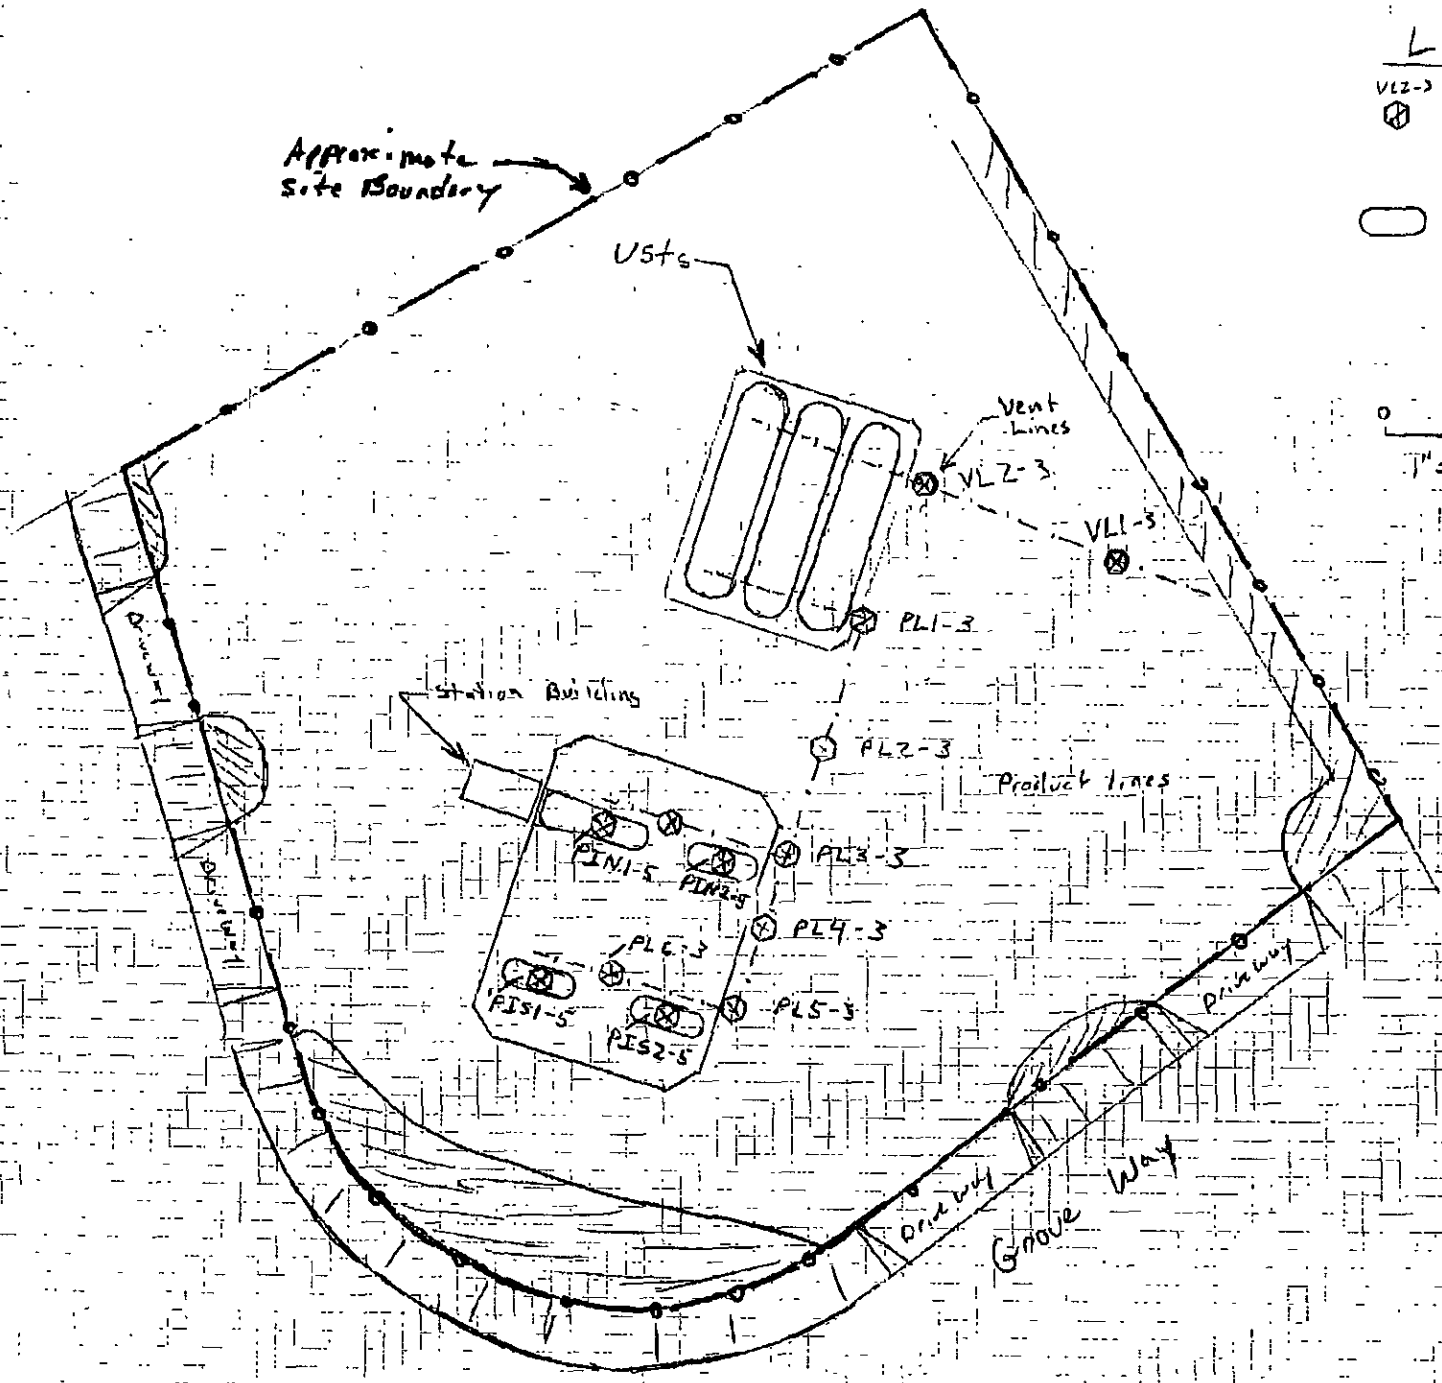 L
VL2-3
Approximate
Site Boundary
USTs
Vent
Lines
VL2-3
VL1-3
0
1"=
PL1-3
Driveway
Station Building
PL2-3
Product lines
PIN1-5
PIN2-5
PL3-3
Driveway
PL4-3
PL6-3
PIS1-5
PIS2-5
PL5-3
Driveway
Driveway
Grove Way